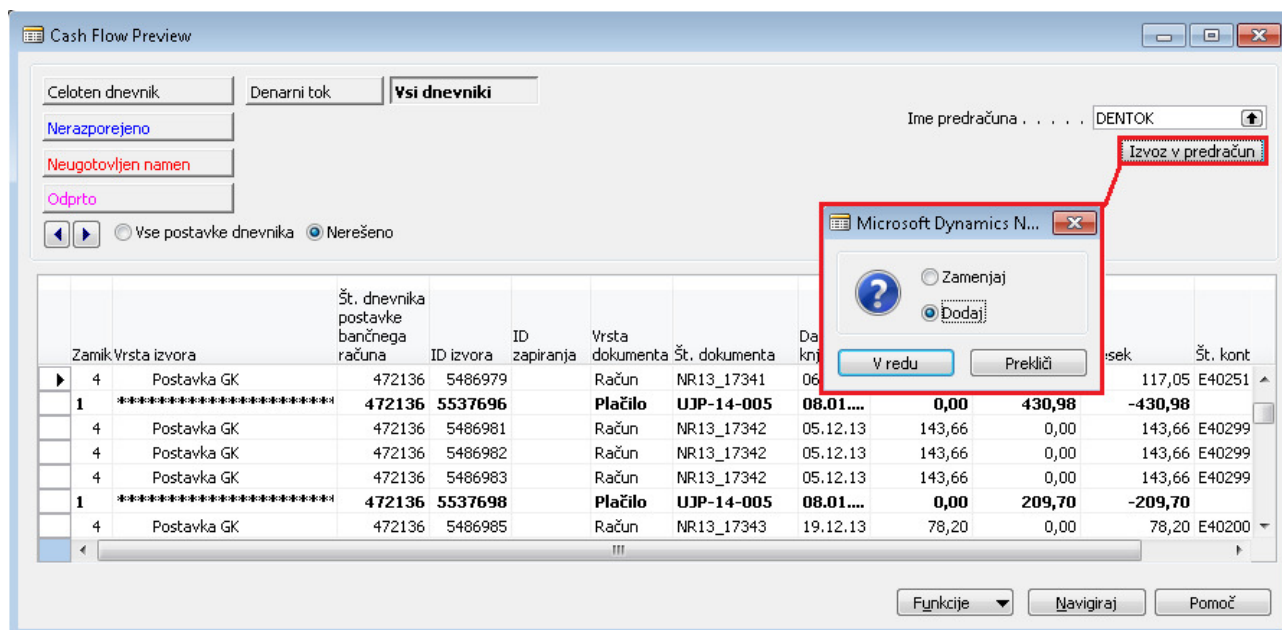 Cash Flow Preview
Celoten dnevnik Denarni tok Vsi dnevniki
Ime predračuna . . . . . DENTOK
Nerazporejeno
Izvoz v predračun
Neugotovljen namen
Odprto
Vse postavke dnevnika Nerešeno
Microsoft Dynamics N...
Zamenjaj
Dodaj
V redu Prekliči
Zamik Vrsta izvora Št. dnevnika postavke bančnega računa ID izvora ID zapiranja Vrsta dokumenta Št. dokumenta Da knj esek Št. kont
4 Postavka GK 472136 5486979 Račun NR13_17341 06 117,05 E40251
1 ************************ 472136 5537696 Plačilo UJP-14-005 08.01.... 0,00 430,98 -430,98
4 Postavka GK 472136 5486981 Račun NR13_17342 05.12.13 143,66 0,00 143,66 E40299
4 Postavka GK 472136 5486982 Račun NR13_17342 05.12.13 143,66 0,00 143,66 E40299
4 Postavka GK 472136 5486983 Račun NR13_17342 05.12.13 143,66 0,00 143,66 E40299
1 ************************ 472136 5537698 Plačilo UJP-14-005 08.01.... 0,00 209,70 -209,70
4 Postavka GK 472136 5486985 Račun NR13_17343 19.12.13 78,20 0,00 78,20 E40200
Funkcije Navigiraj Pomoč